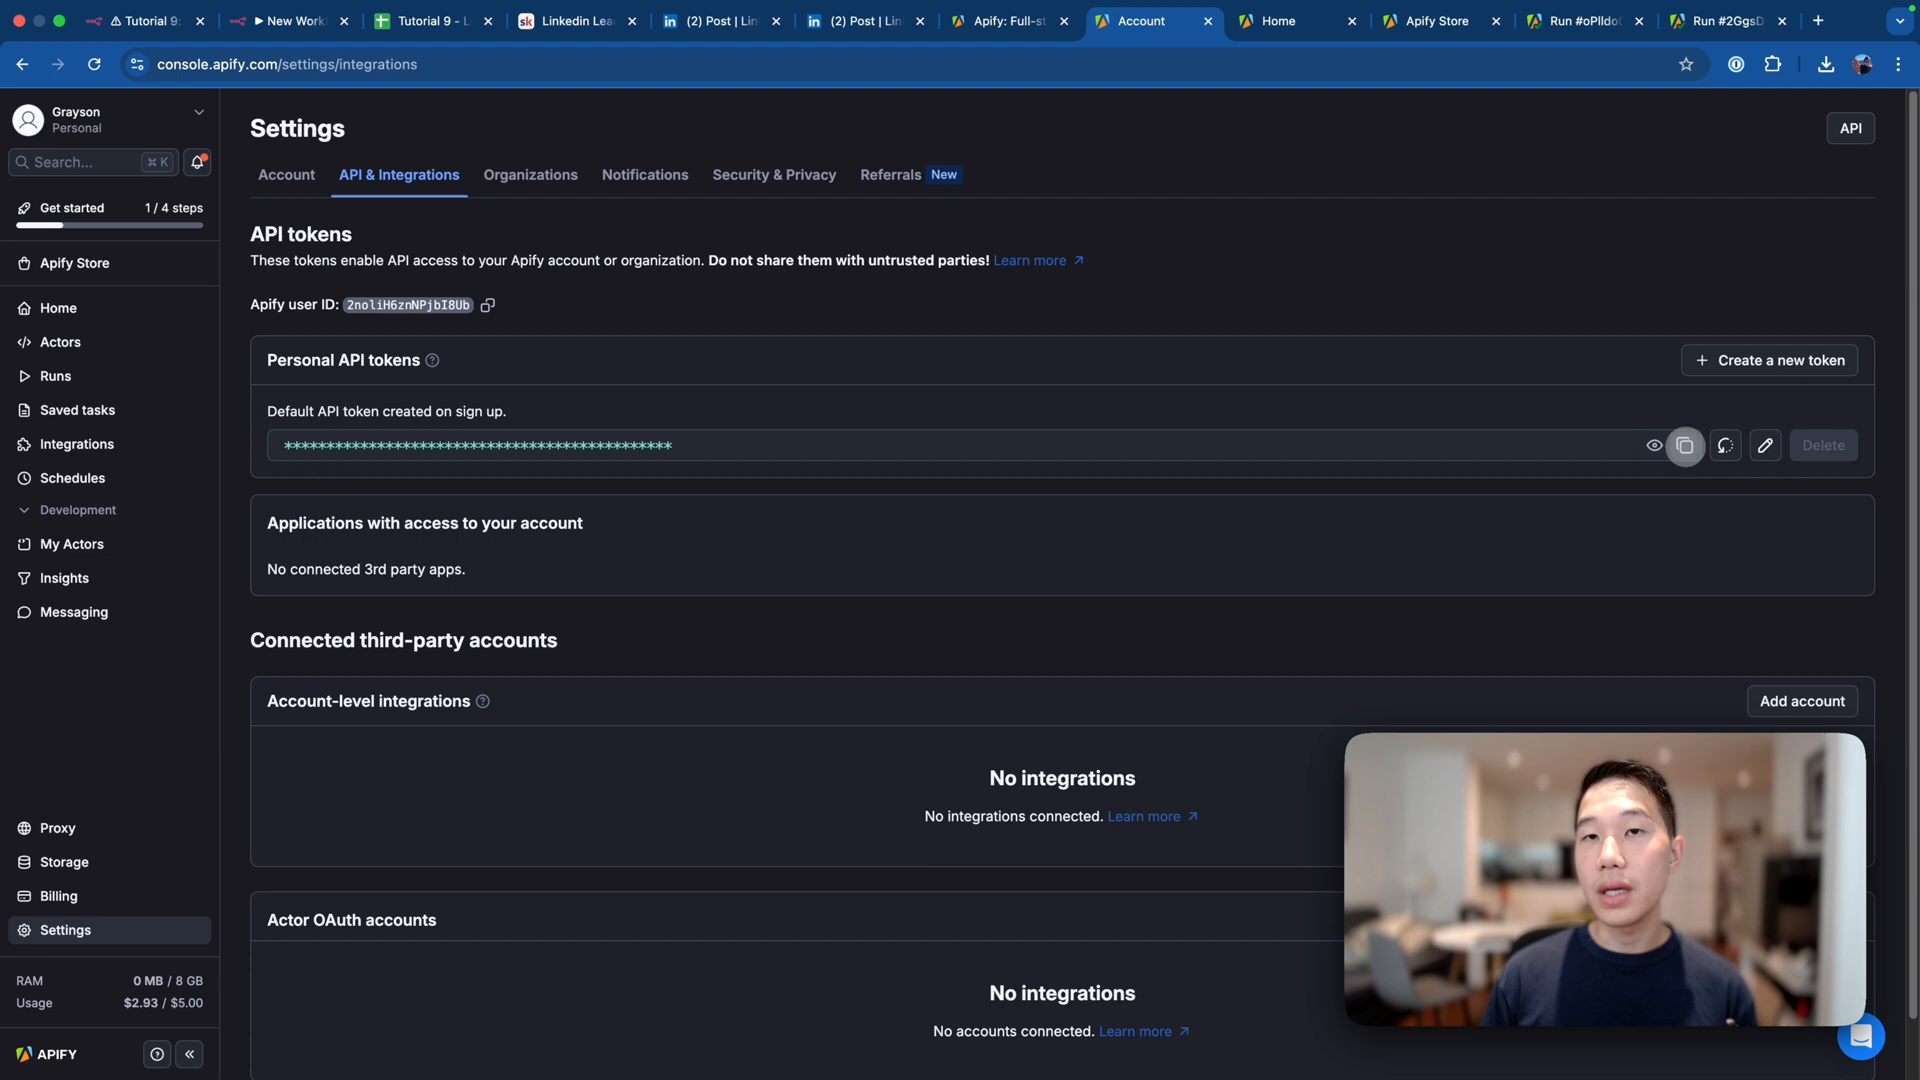 ⚠ Tutorial 9:
▶ New Work
Tutorial 9 - L
Linkedin Lea
(2) Post | Lin
(2) Post | Lin
Apify: Full-st
Account
Home
Apify Store
Run #oPlldo
Run #2GgsD
console.apify.com/settings/integrations
Grayson
Personal
Search...
⌘ K
Get started
1 / 4 steps
Apify Store
Home
Actors
Runs
Saved tasks
Integrations
Schedules
Development
My Actors
Insights
Messaging
Proxy
Storage
Billing
Settings
RAM
0 MB / 8 GB
Usage
$2.93 / $5.00
APIFY
Settings
API
Account
API & Integrations
Organizations
Notifications
Security & Privacy
Referrals New
API tokens
These tokens enable API access to your Apify account or organization. Do not share them with untrusted parties! Learn more
Apify user ID: 2noliH6znNPjbI8Ub
Personal API tokens
+ Create a new token
Default API token created on sign up.
**********************************************
Delete
Applications with access to your account
No connected 3rd party apps.
Connected third-party accounts
Account-level integrations
Add account
No integrations
No integrations connected. Learn more
Actor OAuth accounts
No integrations
No accounts connected. Learn more